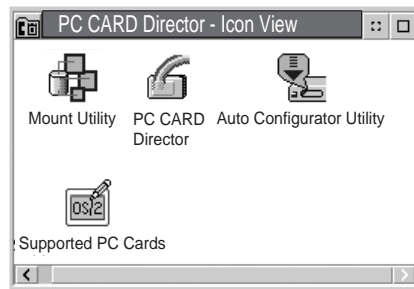 PC CARD Director - Icon View
Mount Utility
PC CARD
Director
Auto Configurator Utility
OS/2
Supported PC Cards